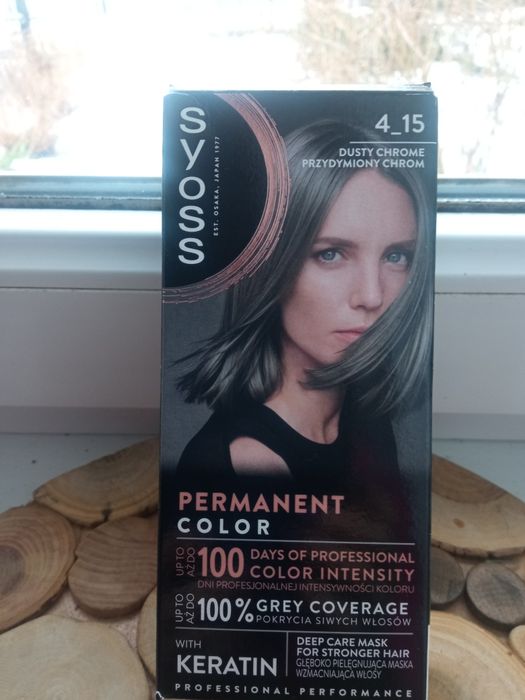 syoss
EST. OSAKA, JAPAN 1977
4_15
DUSTY CHROME
PRZYDYMIONY CHROM
PERMANENT
COLOR
UP TO
AŻ DO
100
DAYS OF PROFESSIONAL
COLOR INTENSITY
DNI PROFESJONALNEJ INTENSYWNOŚCI KOLORU
UP TO
AŻ DO
100% GREY COVERAGE
POKRYCIA SIWYCH WŁOSÓW
WITH
KERATIN
DEEP CARE MASK
FOR STRONGER HAIR
GŁĘBOKO PIELĘGNUJĄCA MASKA
WZMACNIAJĄCA WŁOSY
PROFESSIONAL PERFORMANCE